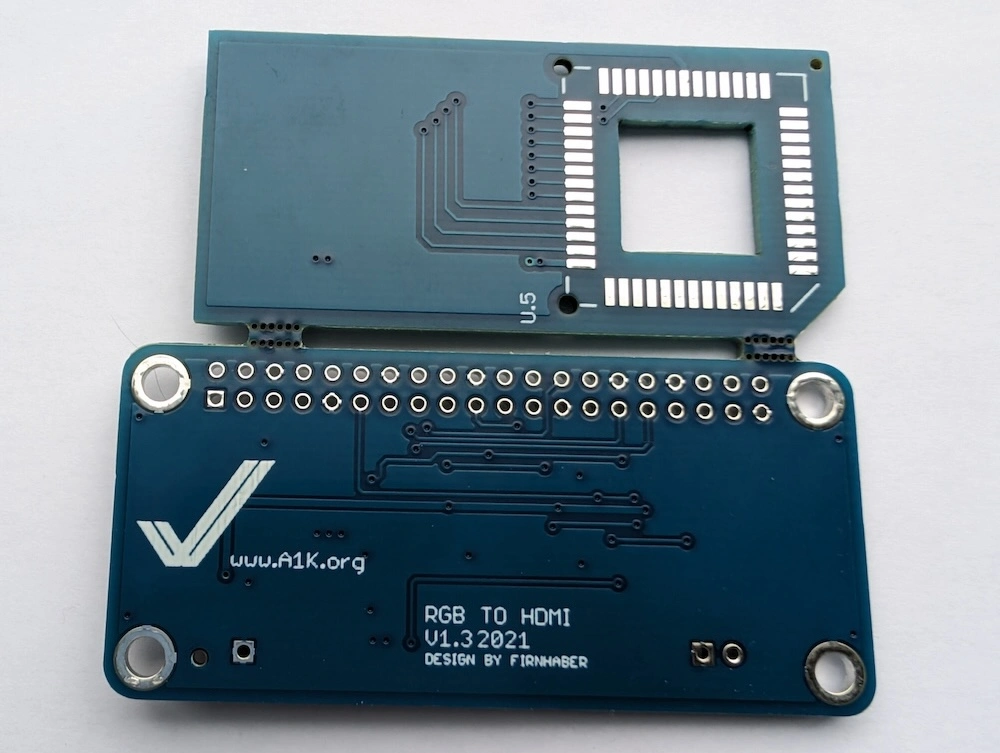 U.5
www.A1K.org
RGB TO HDMI
V1.3 2021
DESIGN BY FIRNHABER